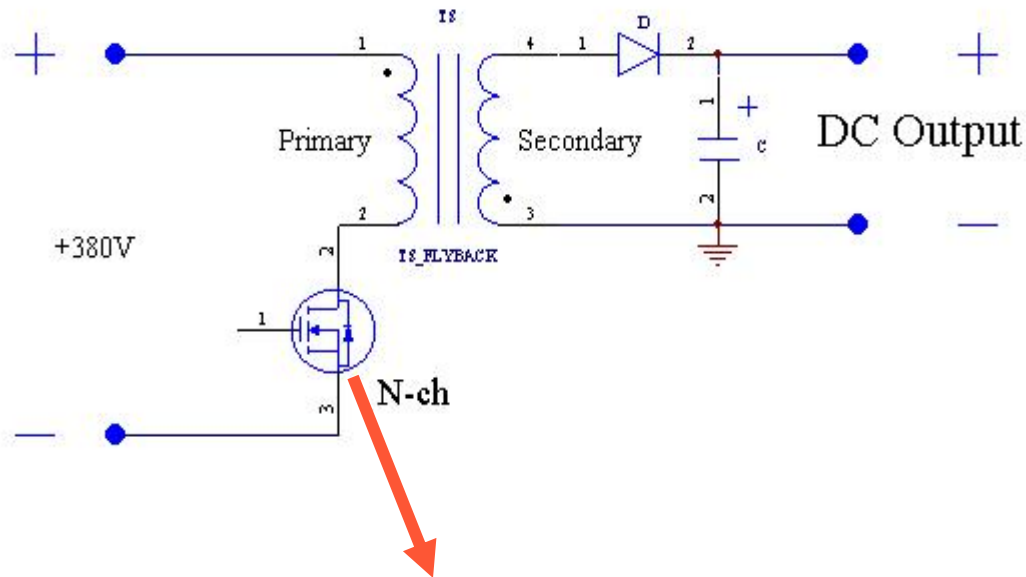 TS
D
+
1
4
1
2
+
Primary
Secondary
1
+
c
DC Output
2
3
2
−
+380V
2
TS_FLYBACK
1
N-ch
3
−